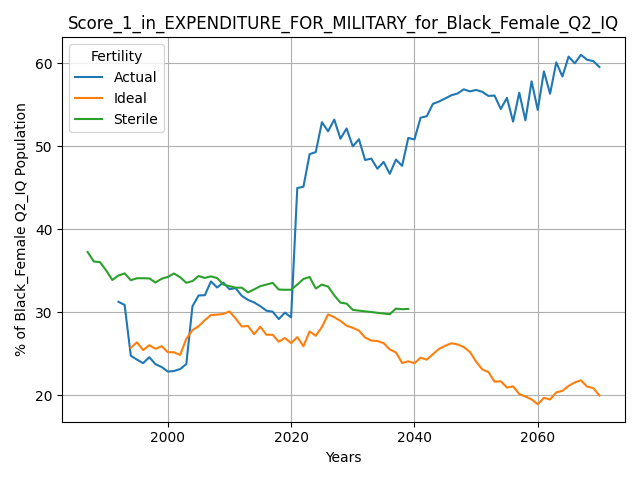 Score_1_in_EXPENDITURE_FOR_MILITARY_for_Black_Female_Q2_IQ
Fertility
Actual
Ideal
Sterile
% of Black_Female Q2_IQ Population
60
50
40
30
20
2000
2020
2040
2060
Years